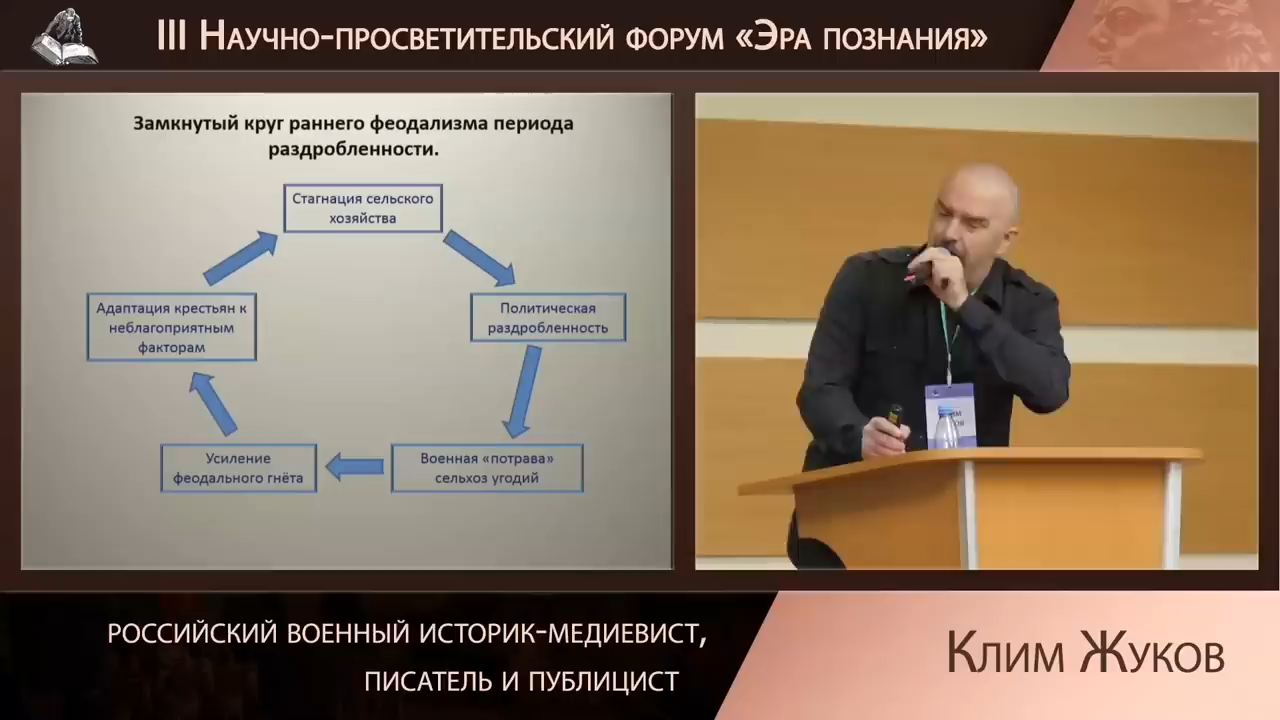 III Научно-просветительский форум «Эра познания»
Замкнутый круг раннего феодализма периода
раздробленности.
Стагнация сельского
хозяйства
Политическая
раздробленность
Военная «потрава»
сельхоз угодий
Усиление
феодального гнёта
Адаптация крестьян к
неблагоприятным
факторам
российский военный историк-медиевист,
писатель и публицист
Клим Жуков